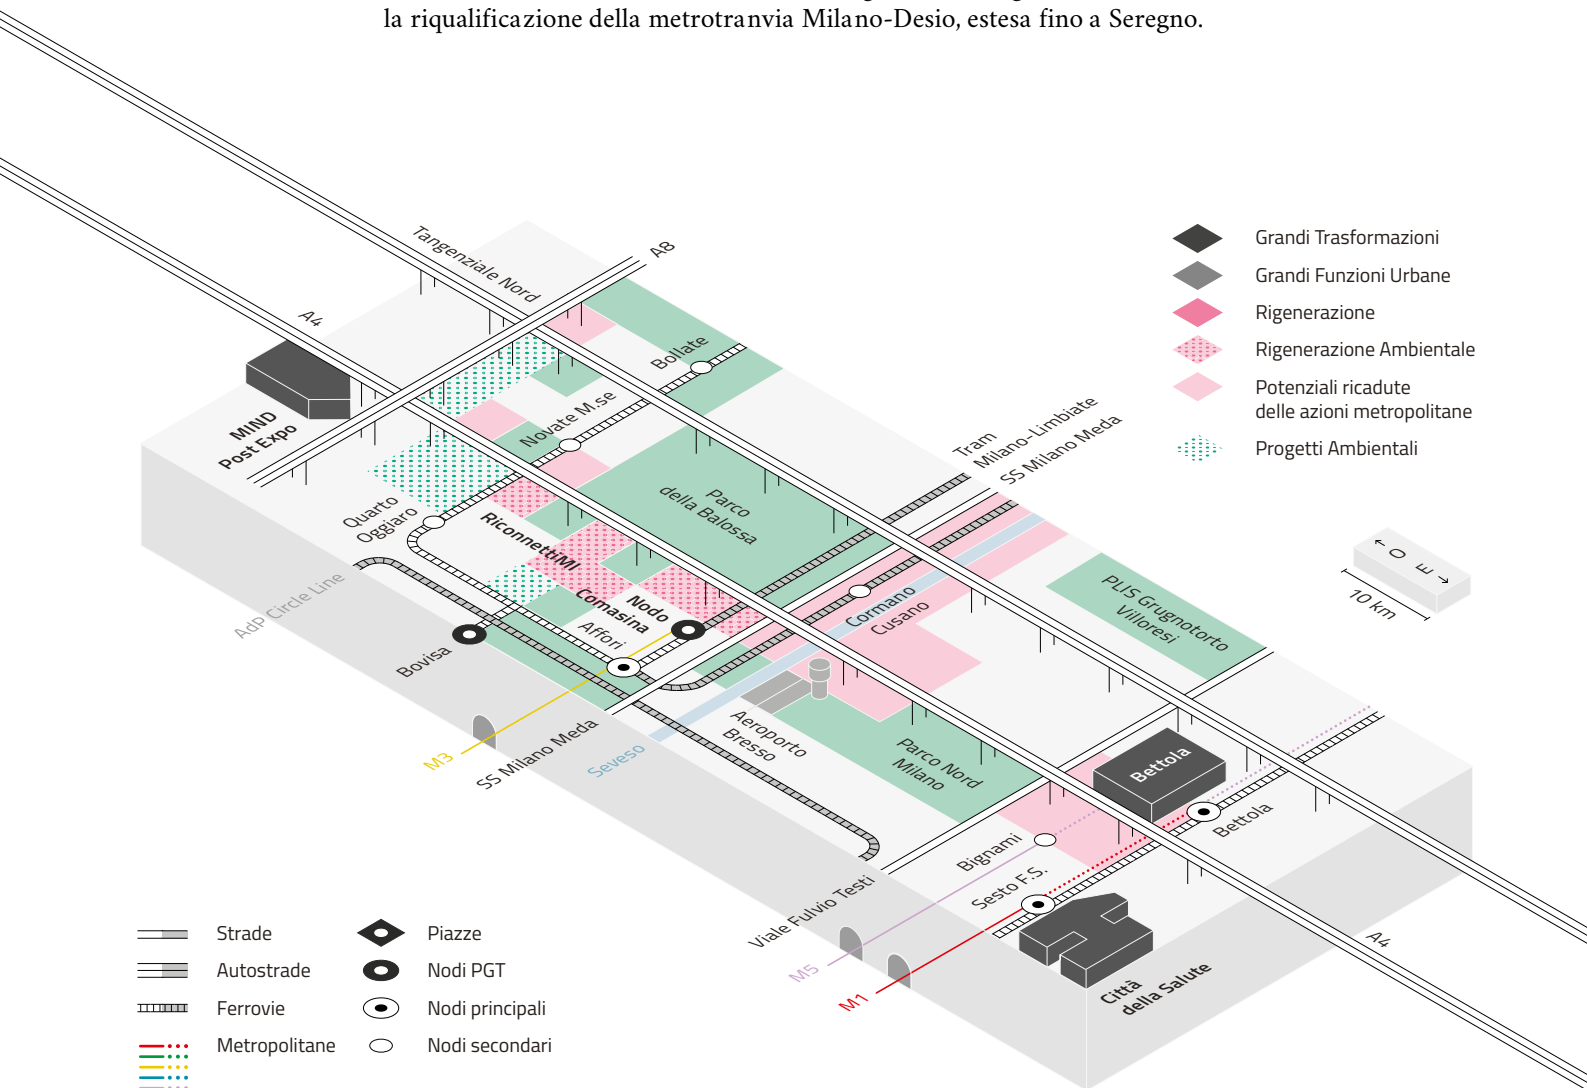 la riqualificazione della metrotranvia Milano-Desio, estesa fino a Seregno.
Tangenziale Nord
A8
A4
MIND
Post Expo
Bollate
Novate M.se
Quarto
Oggiaro
RiconnettiMI
Parco
della Balossa
Tram
Milano-Limbiate
SS Milano Meda
AdP Circle Line
Bovisa
Nodo
Comasina
Affori
Cormano
Cusano
PLIS Grugnotorto
Villoresi
M3
SS Milano Meda
Seveso
Aeroporto
Bresso
Parco Nord
Milano
Bettola
Bettola
Bignami
Sesto F.S.
Viale Fulvio Testi
M5
M1
Città
della Salute
A4
Grandi Trasformazioni
Grandi Funzioni Urbane
Rigenerazione
Rigenerazione Ambientale
Potenziali ricadute
delle azioni metropolitane
Progetti Ambientali
← O E →
10 km
Strade
Autostrade
Ferrovie
Metropolitane
Piazze
Nodi PGT
Nodi principali
Nodi secondari